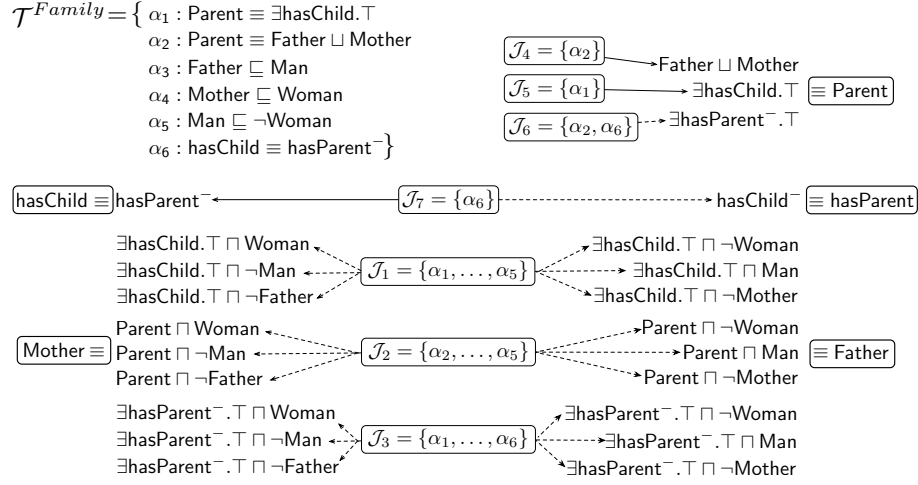 𝒯^Family = { α₁ : Parent ≡ ∃hasChild.⊤
α₂ : Parent ≡ Father ⊔ Mother
α₃ : Father ⊑ Man
α₄ : Mother ⊑ Woman
α₅ : Man ⊑ ¬Woman
α₆ : hasChild ≡ hasParent⁻}
𝒥₄ = {α₂}
Father ⊔ Mother
𝒥₅ = {α₁}
∃hasChild.⊤ ≡ Parent
𝒥₆ = {α₂, α₆}
∃hasParent⁻.⊤
hasChild ≡ hasParent⁻
𝒥₇ = {α₆}
hasChild⁻ ≡ hasParent
∃hasChild.⊤ ⊓ Woman
∃hasChild.⊤ ⊓ ¬Man
∃hasChild.⊤ ⊓ ¬Father
𝒥₁ = {α₁, . . . , α₅}
∃hasChild.⊤ ⊓ ¬Woman
∃hasChild.⊤ ⊓ Man
∃hasChild.⊤ ⊓ ¬Mother
Mother ≡
Parent ⊓ Woman
Parent ⊓ ¬Man
Parent ⊓ ¬Father
𝒥₂ = {α₂, . . . , α₅}
Parent ⊓ ¬Woman
Parent ⊓ Man
Parent ⊓ ¬Mother
≡ Father
∃hasParent⁻.⊤ ⊓ Woman
∃hasParent⁻.⊤ ⊓ ¬Man
∃hasParent⁻.⊤ ⊓ ¬Father
𝒥₃ = {α₁, . . . , α₆}
∃hasParent⁻.⊤ ⊓ ¬Woman
∃hasParent⁻.⊤ ⊓ Man
∃hasParent⁻.⊤ ⊓ ¬Mother